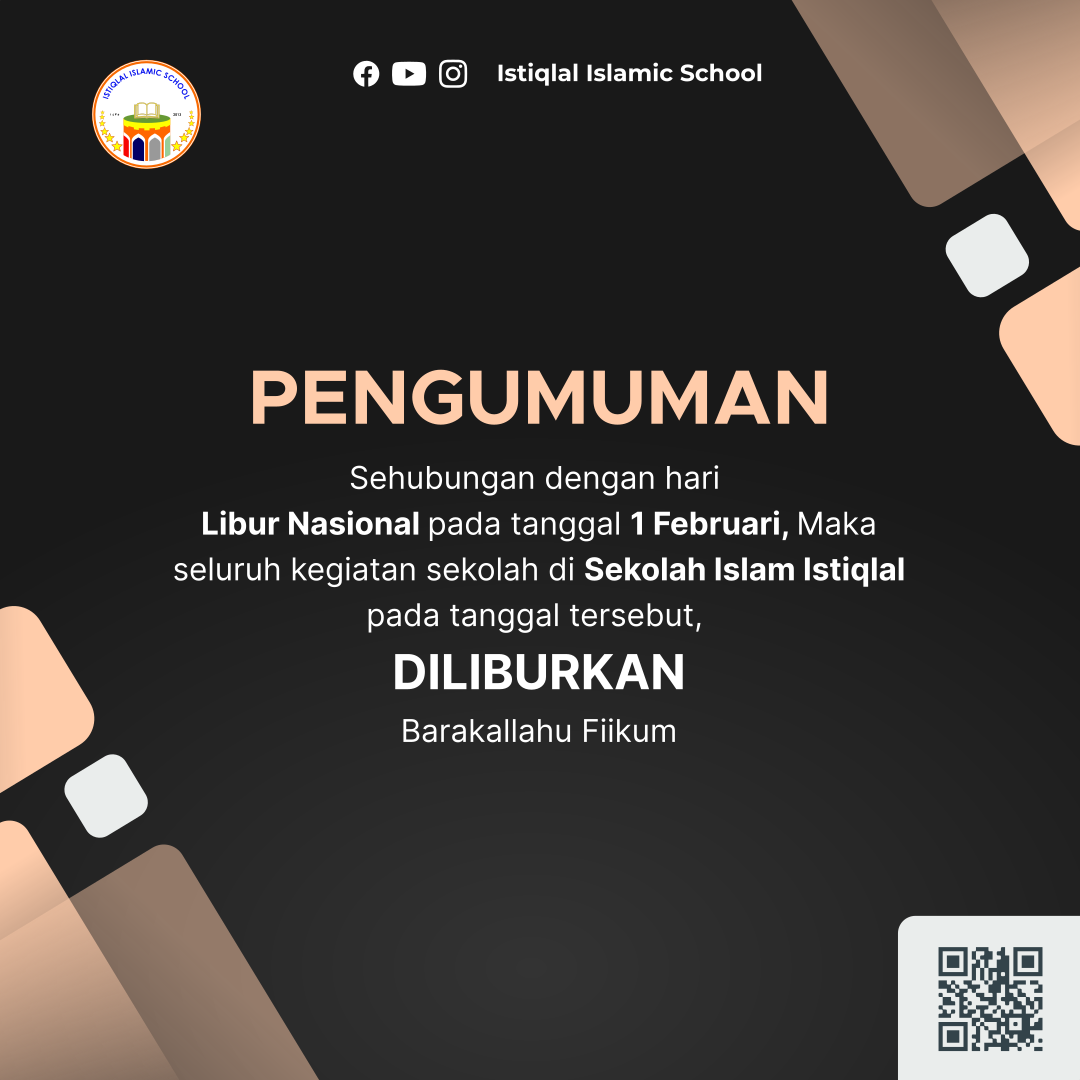 ISTIQLAL ISLAMIC SCHOOL
Istiqlal Islamic School
PENGUMUMAN
Sehubungan dengan hari
Libur Nasional pada tanggal 1 Februari, Maka
seluruh kegiatan sekolah di Sekolah Islam Istiqlal
pada tanggal tersebut,
DILIBURKAN
Barakallahu Fiikum